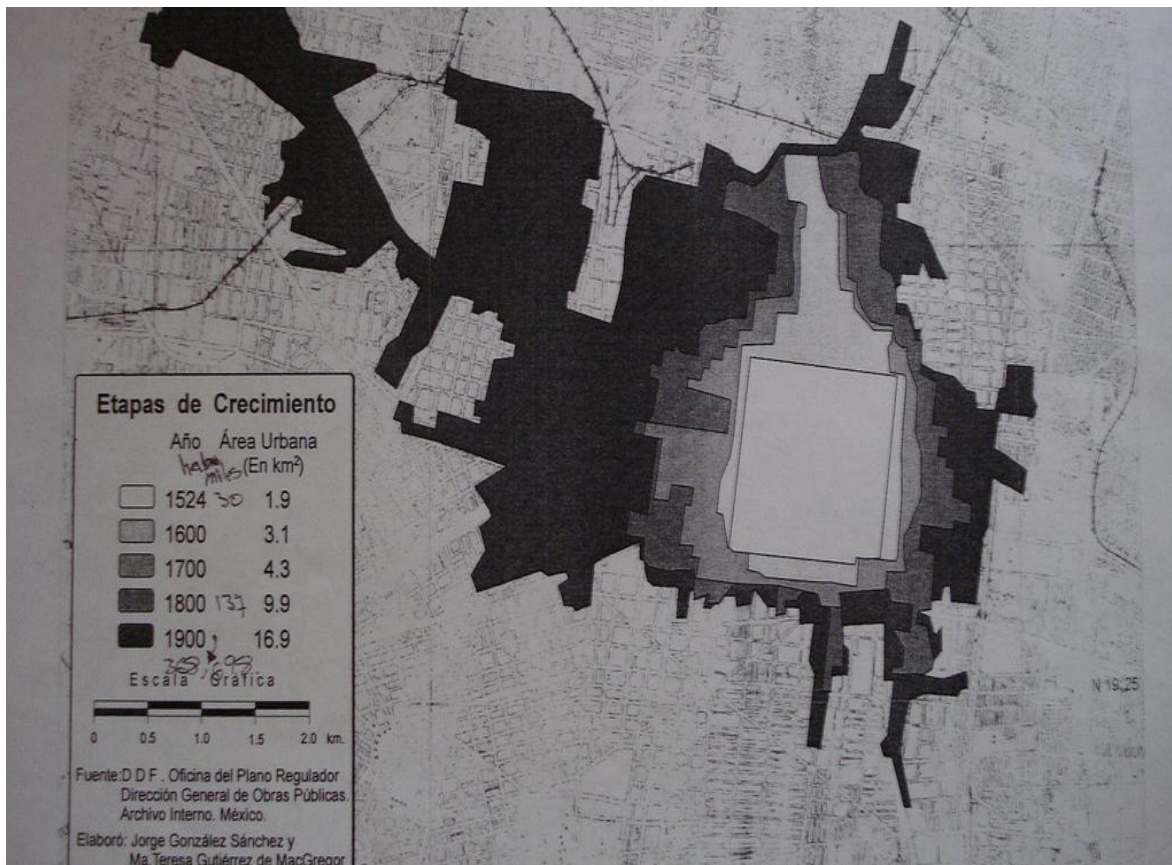 Etapas de Crecimiento
Año Área Urbana
hab miles (En km²)
1524 30 1.9
1600 3.1
1700 4.3
1800 137 9.9
1900 16.9
368,698
Escala Gráfica
0 0.5 1.0 1.5 2.0 km.
Fuente: D D F . Oficina del Plano Regulador
Dirección General de Obras Públicas.
Archivo Interno. México.
Elaboró: Jorge González Sánchez y
Ma. Teresa Gutiérrez de MacGregor
N 19,25